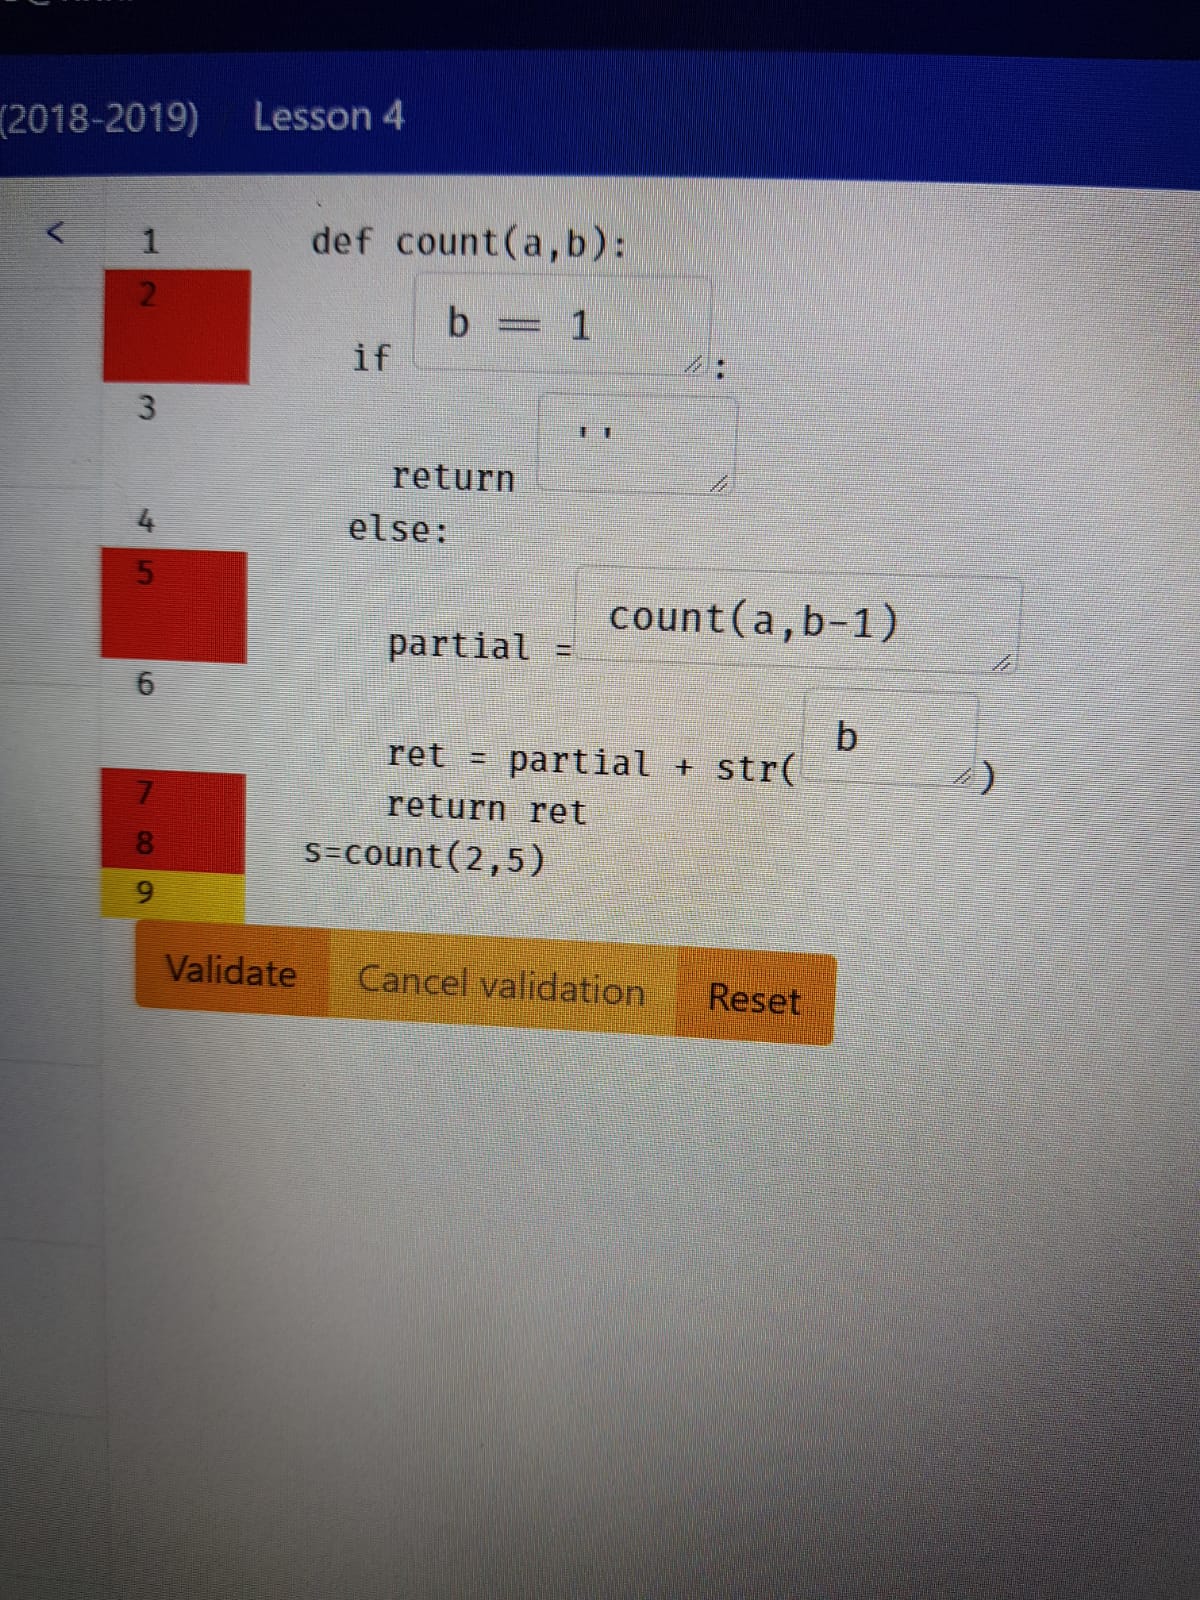 (2018-2019) Lesson 4
< 1 def count(a,b):
2 if b == 1 :
3 return ''
4 else:
5 partial = count(a,b-1)
6 ret = partial + str( b )
7 return ret
8 s=count(2,5)
9
Validate Cancel validation Reset